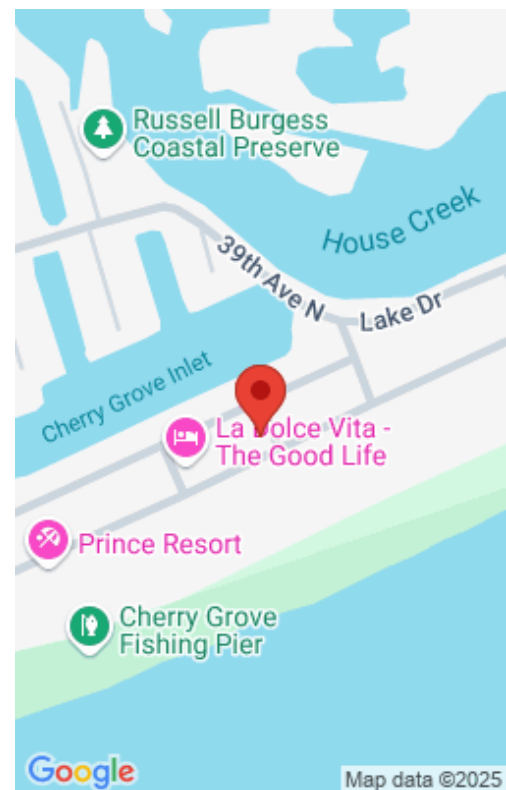 Russell Burgess
Coastal Preserve
House Creek
39th Ave N
Lake Dr
Cherry Grove Inlet
La Dolce Vita -
The Good Life
Prince Resort
Cherry Grove
Fishing Pier
Google
Map data ©2025